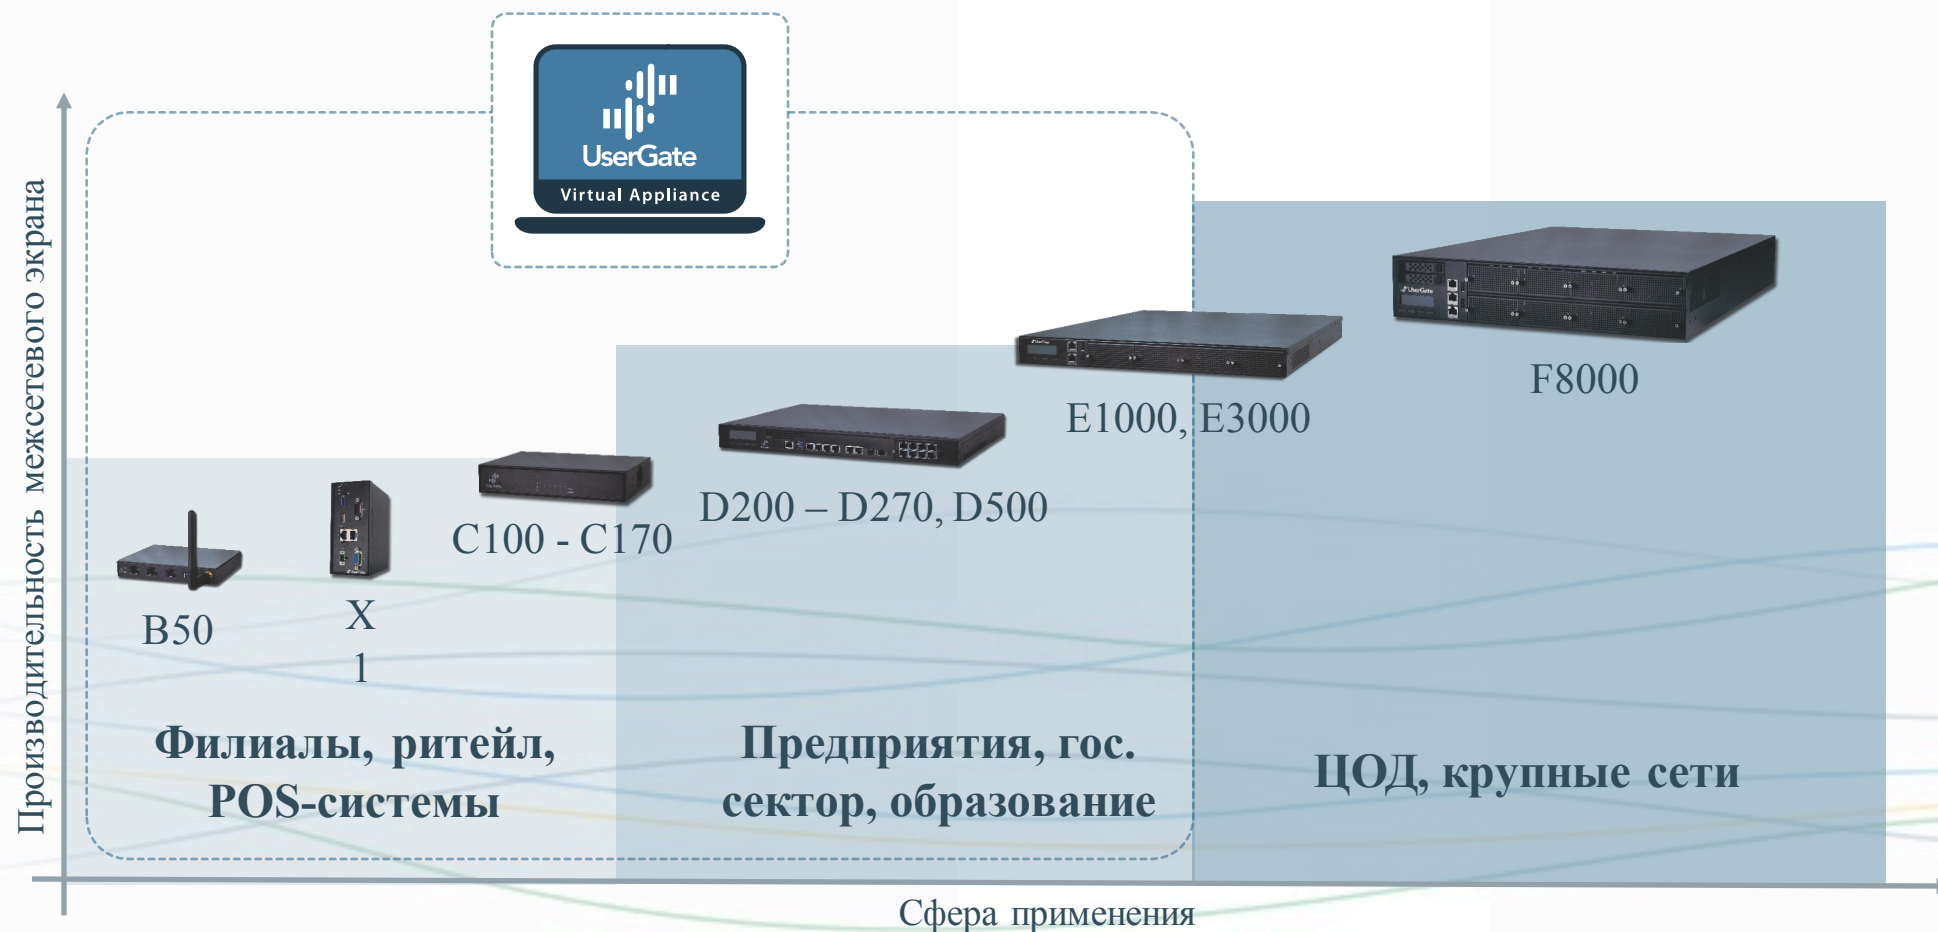 UserGate
Virtual Appliance
Производительность межсетевого экрана
UserGate
F8000
E1000, E3000
D200 – D270, D500
C100 - C170
X
1
B50
Филиалы, ритейл,
POS-системы
Предприятия, гос.
сектор, образование
ЦОД, крупные сети
Сфера применения